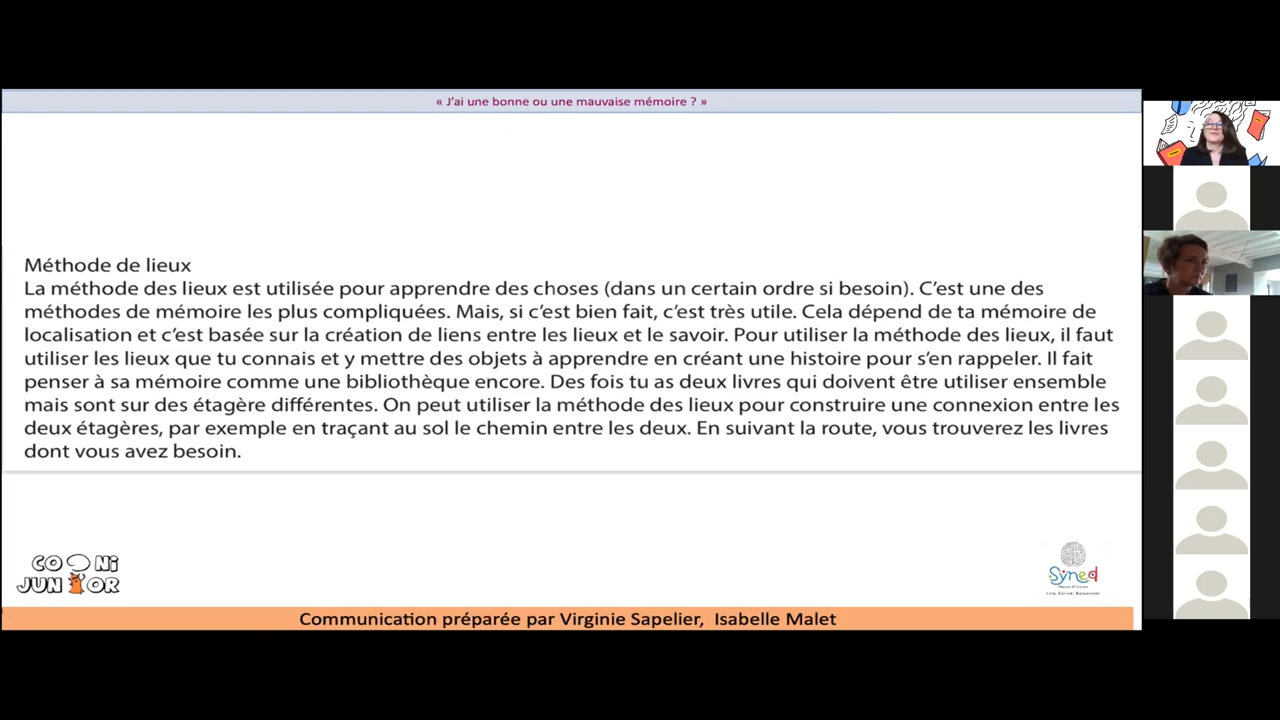 « J'ai une bonne ou une mauvaise mémoire ? »
Méthode de lieux
La méthode des lieux est utilisée pour apprendre des choses (dans un certain ordre si besoin). C'est une des
méthodes de mémoire les plus compliquées. Mais, si c'est bien fait, c'est très utile. Cela dépend de ta mémoire de
localisation et c'est basée sur la création de liens entre les lieux et le savoir. Pour utiliser la méthode des lieux, il faut
utiliser les lieux que tu connais et y mettre des objets à apprendre en créant une histoire pour s'en rappeler. Il fait
penser à sa mémoire comme une bibliothèque encore. Des fois tu as deux livres qui doivent être utiliser ensemble
mais sont sur des étagère différentes. On peut utiliser la méthode des lieux pour construire une connexion entre les
deux étagères, par exemple en traçant au sol le chemin entre les deux. En suivant la route, vous trouverez les livres
dont vous avez besoin.
CO Ni
JUNIOR
Syned
Communication préparée par Virginie Sapelier, Isabelle Malet